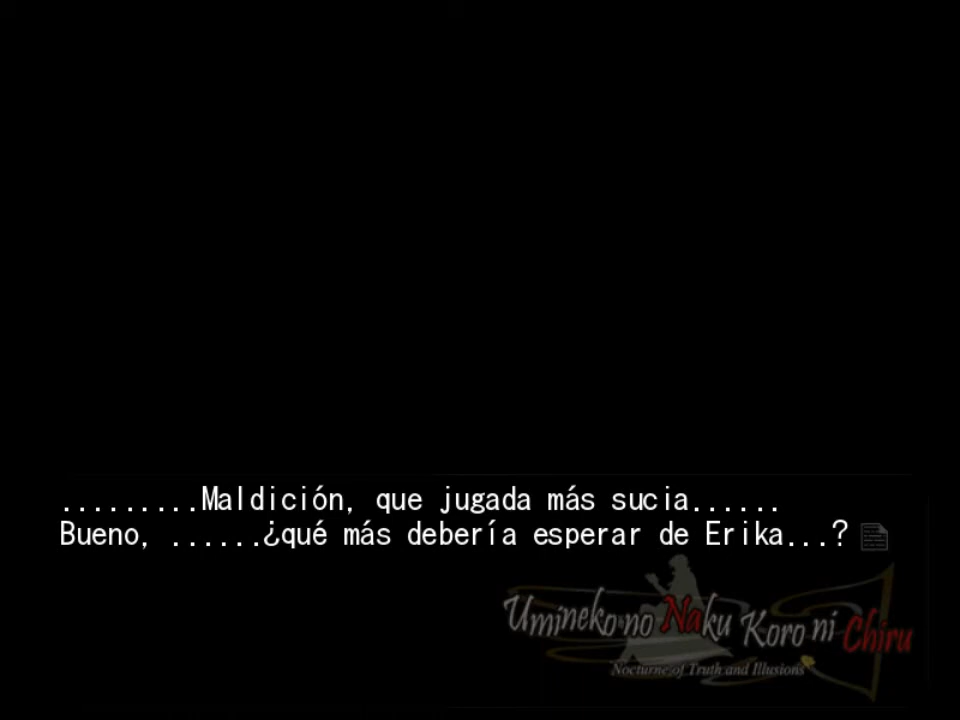 .........Maldición, que jugada más sucia......
Bueno, ......¿qué más debería esperar de Erika...?
Umineko no Naku Koro ni Chiru
Nocturne of Truth and Illusions